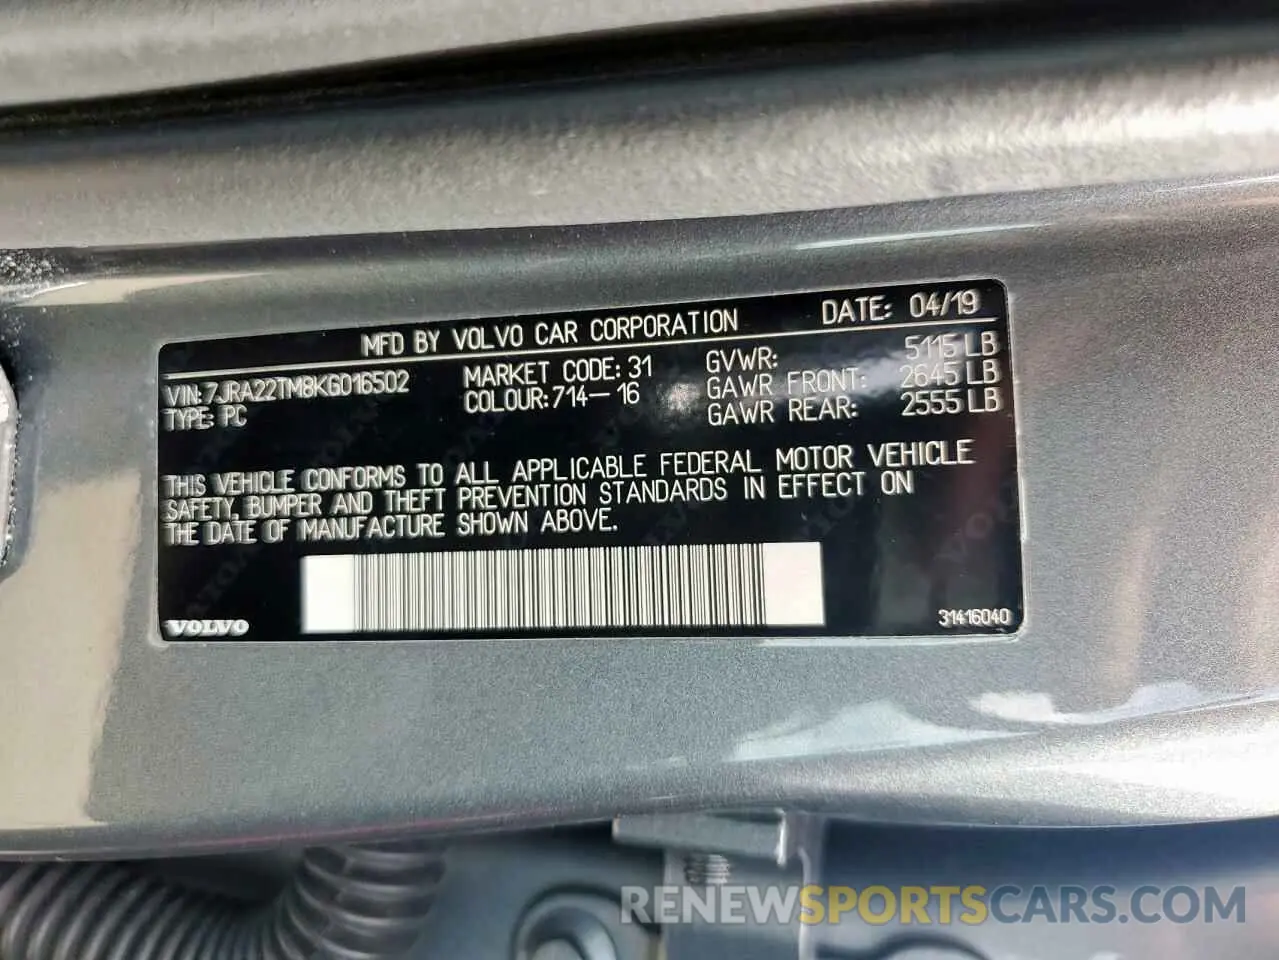 MFD BY VOLVO CAR CORPORATION DATE: 04/19
VIN: 7JRA22TM8KG016502 MARKET CODE: 31 GVWR: 5115 LB
TYPE: PC COLOUR: 714-16 GAWR FRONT: 2645 LB
GAWR REAR: 2555 LB
THIS VEHICLE CONFORMS TO ALL APPLICABLE FEDERAL MOTOR VEHICLE
SAFETY, BUMPER AND THEFT PREVENTION STANDARDS IN EFFECT ON
THE DATE OF MANUFACTURE SHOWN ABOVE.
VOLVO 31416040
RENEWSPORTSCARS.COM